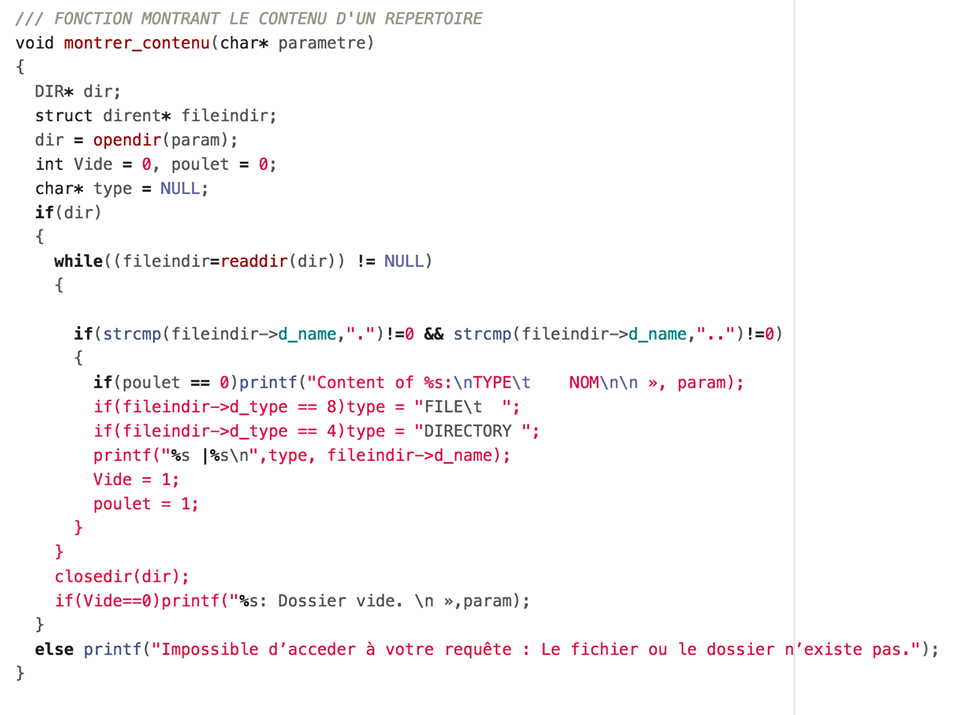 /// FONCTION MONTRANT LE CONTENU D'UN REPERTOIRE
void montrer_contenu(char* parametre)
{
  DIR* dir;
  struct dirent* fileindir;
  dir = opendir(param);
  int Vide = 0, poulet = 0;
  char* type = NULL;
  if(dir)
  {
    while((fileindir=readdir(dir)) != NULL)
    {

      if(strcmp(fileindir->d_name,".")!=0 && strcmp(fileindir->d_name,"..")!=0)
      {
        if(poulet == 0)printf("Content of %s:\nTYPE\t    NOM\n\n », param);
        if(fileindir->d_type == 8)type = "FILE\t  ";
        if(fileindir->d_type == 4)type = "DIRECTORY ";
        printf("%s |%s\n",type, fileindir->d_name);
        Vide = 1;
        poulet = 1;
      }
    }
    closedir(dir);
    if(Vide==0)printf("%s: Dossier vide. \n »,param);
  }
  else printf("Impossible d’acceder à votre requête : Le fichier ou le dossier n’existe pas.");
}